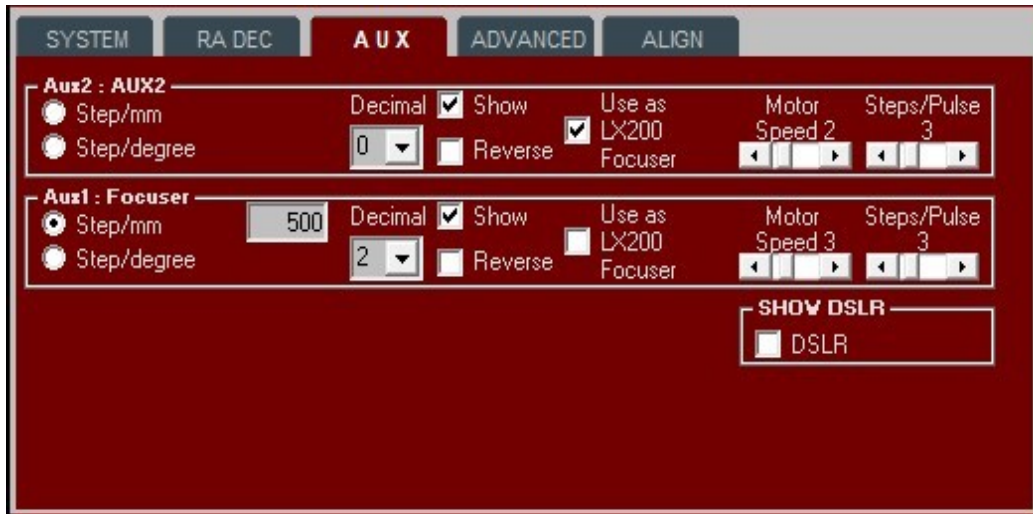 SYSTEM RA DEC A U X ADVANCED ALIGN
Aux2 : AUX2
Step/mm
Step/degree
Decimal
0
Show
Reverse
Use as
LX200
Focuser
Motor
Speed 2
Steps/Pulse
3
Aux1 : Focuser
Step/mm 500
Step/degree
Decimal
2
Show
Reverse
Use as
LX200
Focuser
Motor
Speed 3
Steps/Pulse
3
SHOW DSLR
DSLR